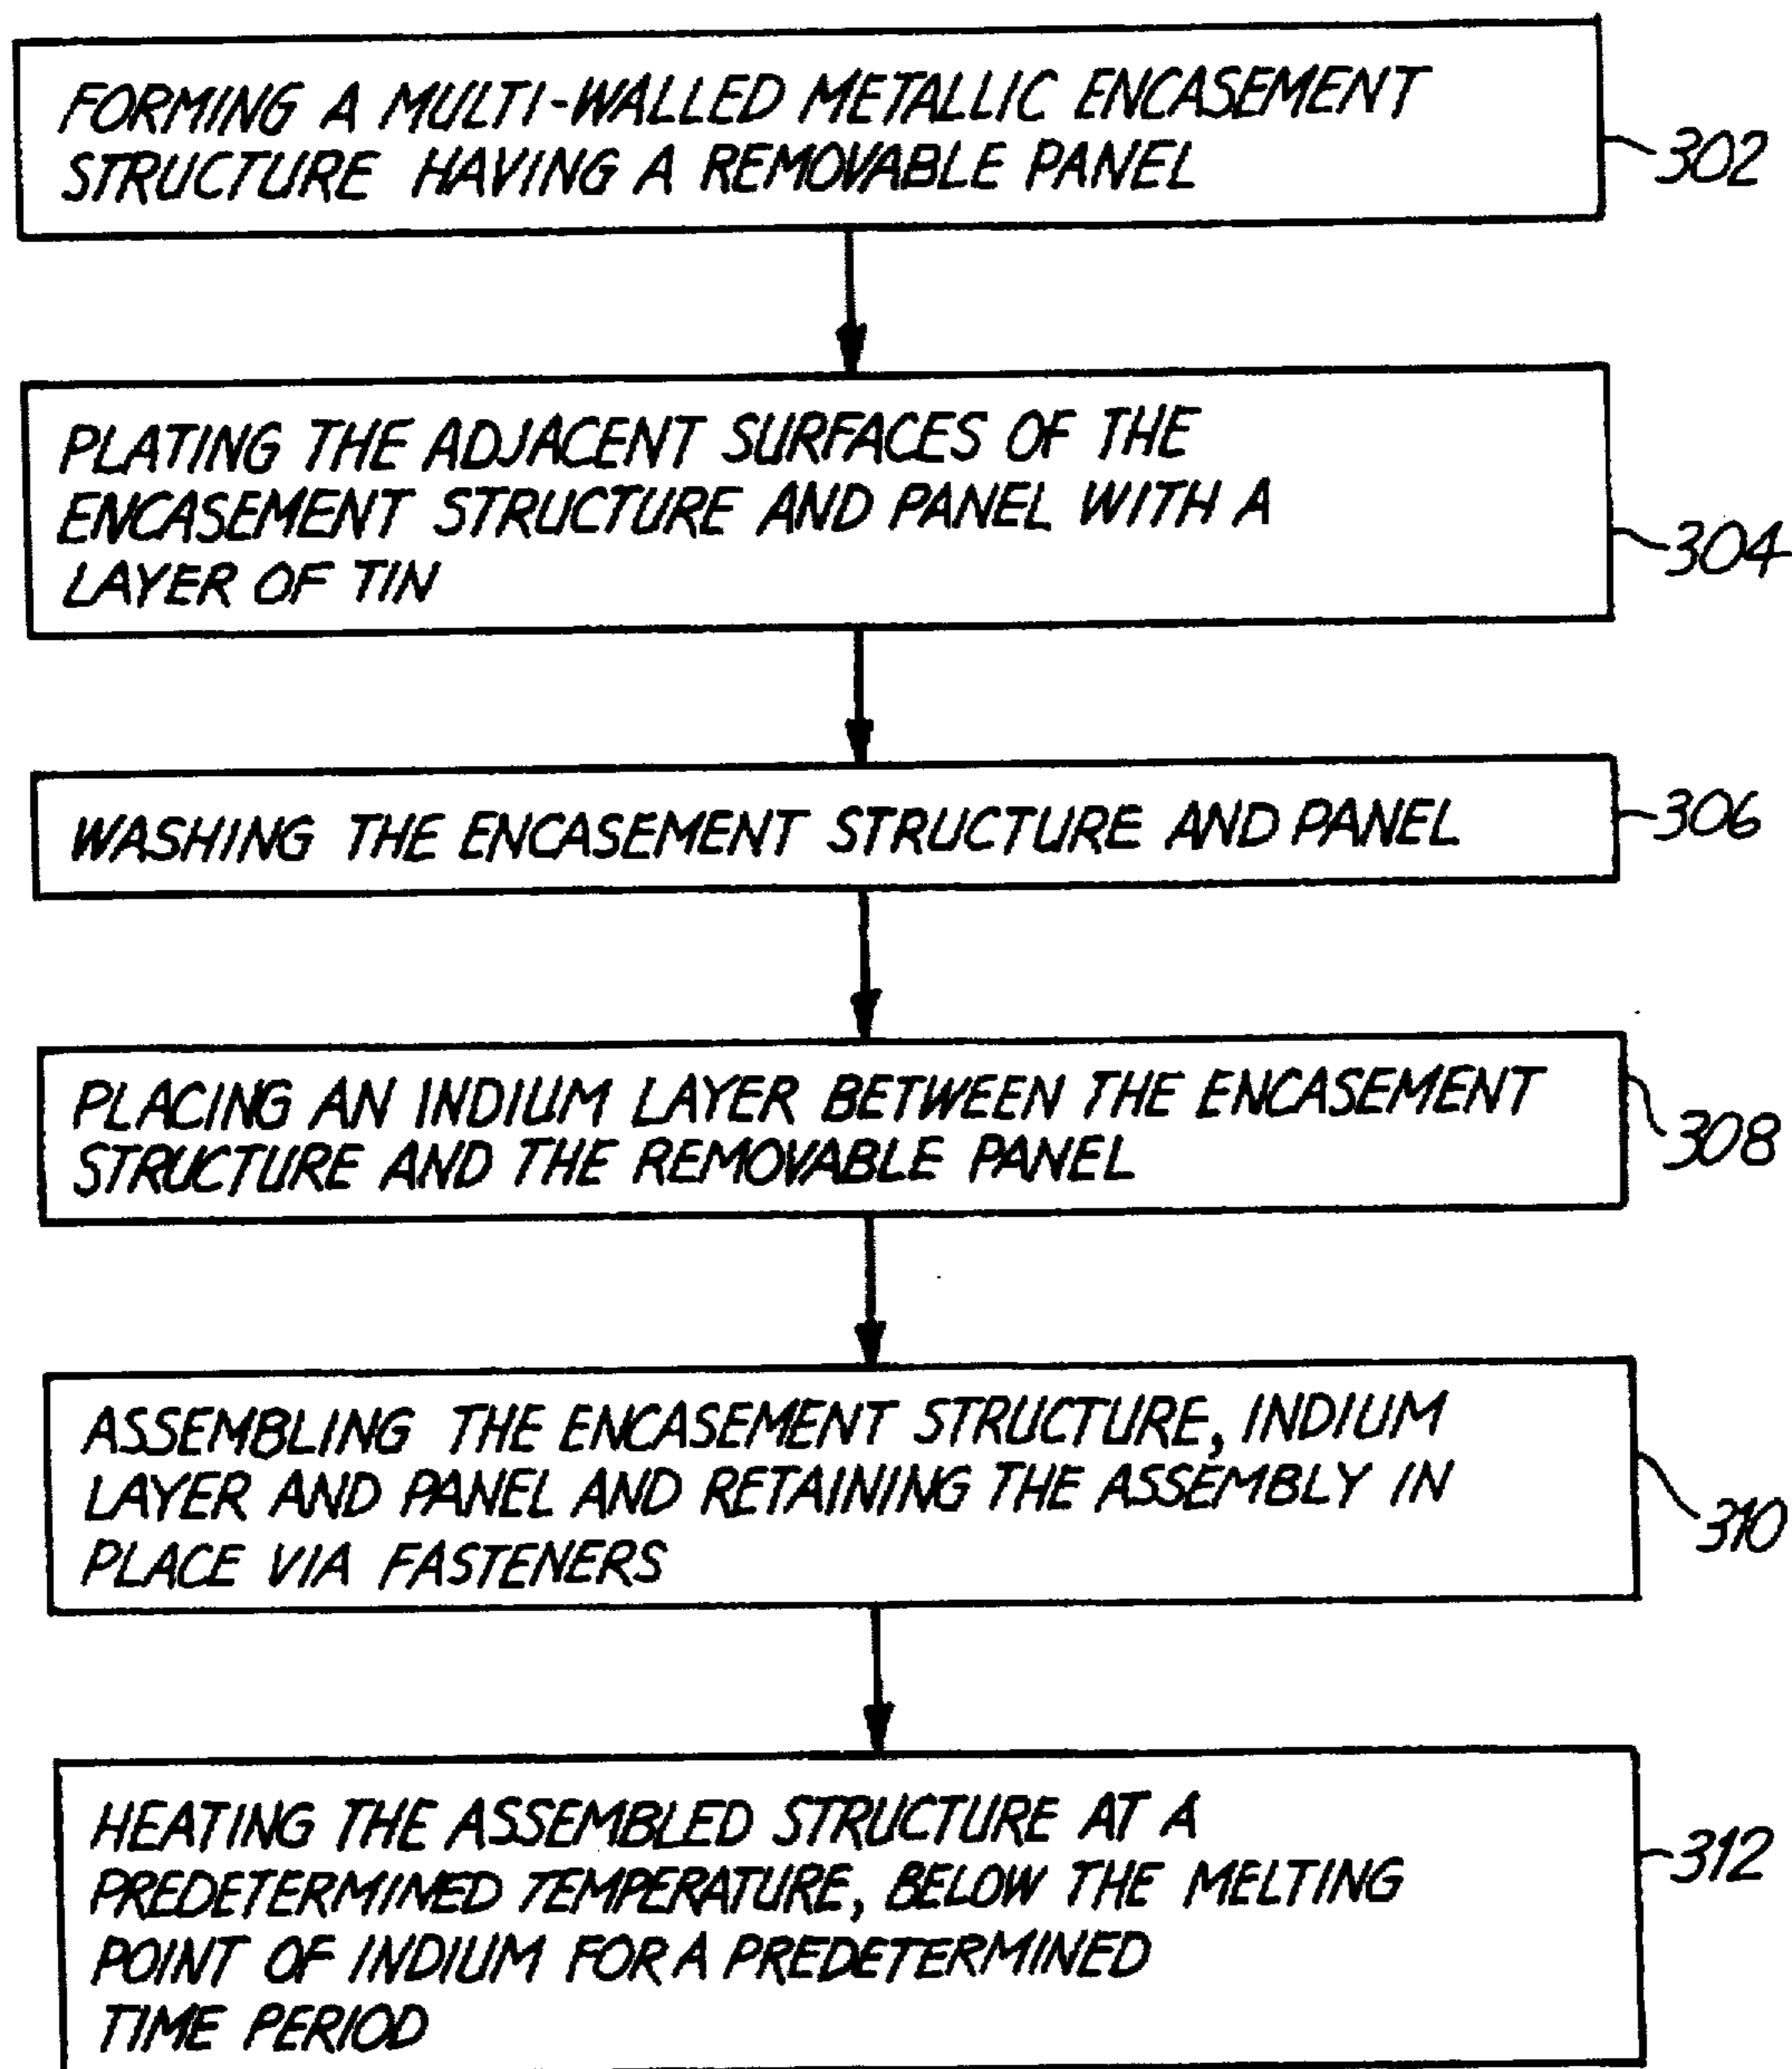 FORMING A MULTI-WALLED METALLIC ENCASEMENT
STRUCTURE HAVING A REMOVABLE PANEL
302
PLATING THE ADJACENT SURFACES OF THE
ENCASEMENT STRUCTURE AND PANEL WITH A
LAYER OF TIN
304
WASHING THE ENCASEMENT STRUCTURE AND PANEL
306
PLACING AN INDIUM LAYER BETWEEN THE ENCASEMENT
STRUCTURE AND THE REMOVABLE PANEL
308
ASSEMBLING THE ENCASEMENT STRUCTURE, INDIUM
LAYER AND PANEL AND RETAINING THE ASSEMBLY IN
PLACE VIA FASTENERS
310
HEATING THE ASSEMBLED STRUCTURE AT A
PREDETERMINED TEMPERATURE, BELOW THE MELTING
POINT OF INDIUM FOR A PREDETERMINED
TIME PERIOD
312